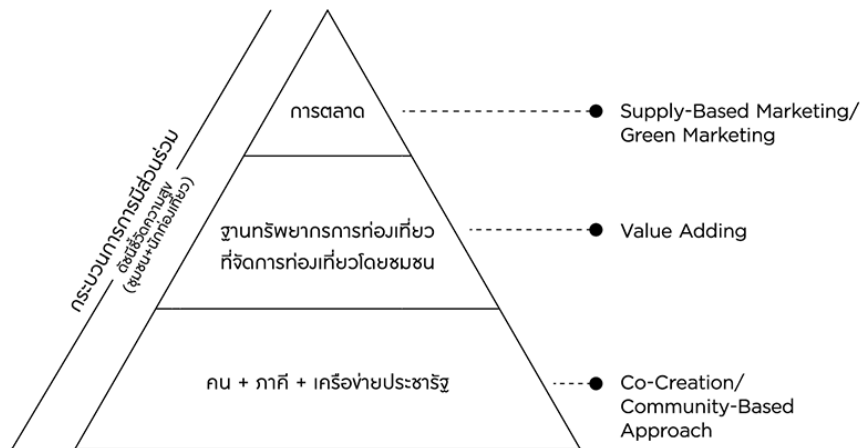 การตลาด
Supply-Based Marketing/
Green Marketing
กระบวนการการมีส่วนร่วม
ดัชนีชี้วัดความสุข
(ชุมชน+นักท่องเที่ยว)
ฐานทรัพยากรการท่องเที่ยว
ที่จัดการท่องเที่ยวโดยชุมชน
Value Adding
คน + ภาคี + เครือข่ายประชารัฐ
Co-Creation/
Community-Based
Approach